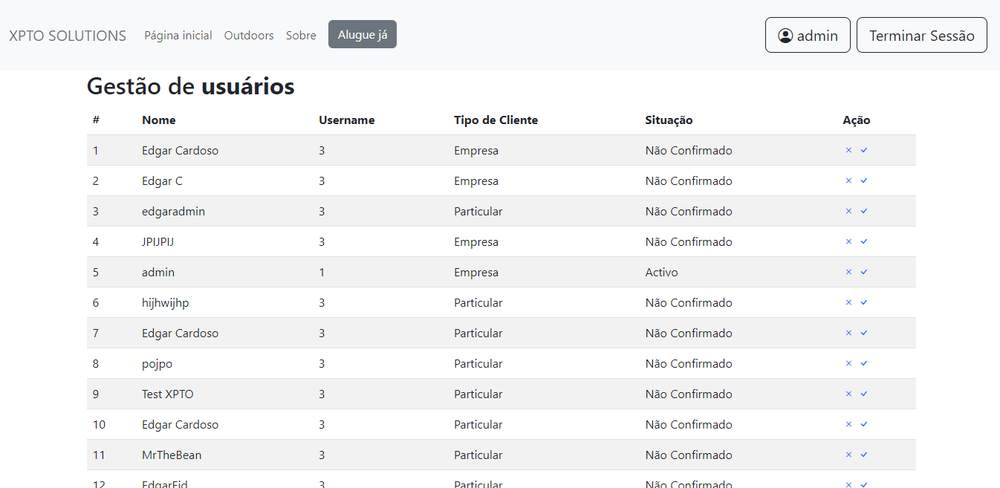 XPTO SOLUTIONS Página inicial Outdoors Sobre Alugue já admin Terminar Sessão
Gestão de usuários
# Nome Username Tipo de Cliente Situação Ação
1 Edgar Cardoso 3 Empresa Não Confirmado
2 Edgar C 3 Empresa Não Confirmado
3 edgaradmin 3 Particular Não Confirmado
4 JPIJPIJ 3 Empresa Não Confirmado
5 admin 1 Empresa Activo
6 hijhwijhp 3 Particular Não Confirmado
7 Edgar Cardoso 3 Particular Não Confirmado
8 pojpo 3 Particular Não Confirmado
9 Test XPTO 3 Particular Não Confirmado
10 Edgar Cardoso 3 Particular Não Confirmado
11 MrTheBean 3 Particular Não Confirmado
12 EdgarEid 3 Particular Não Confirmado